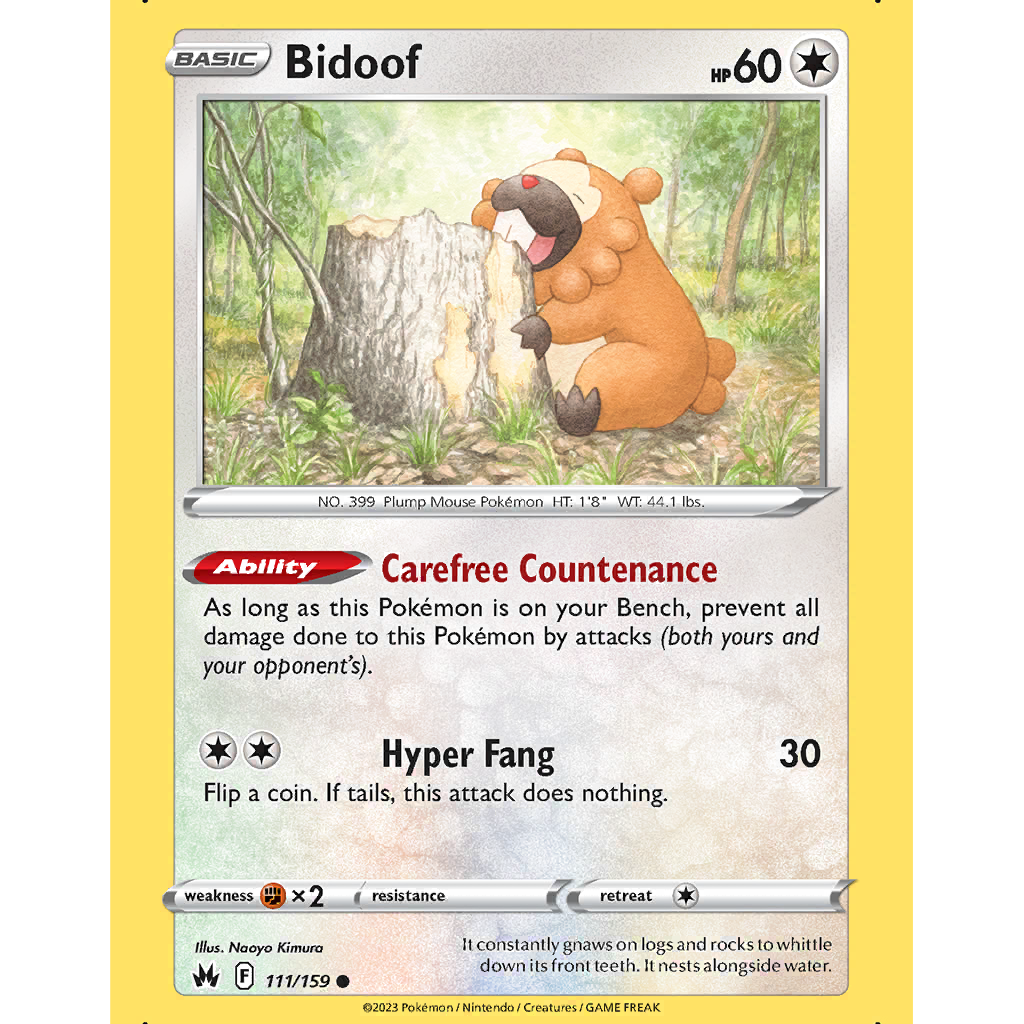 BASIC Bidoof HP 60
NO. 399 Plump Mouse Pokémon HT: 1'8" WT: 44.1 lbs.
Ability Carefree Countenance
As long as this Pokémon is on your Bench, prevent all
damage done to this Pokémon by attacks (both yours and
your opponent's).
Hyper Fang 30
Flip a coin. If tails, this attack does nothing.
weakness ×2 resistance retreat
Illus. Naoyo Kimura
It constantly gnaws on logs and rocks to whittle
down its front teeth. It nests alongside water.
F 111/159
©2023 Pokémon / Nintendo / Creatures / GAME FREAK